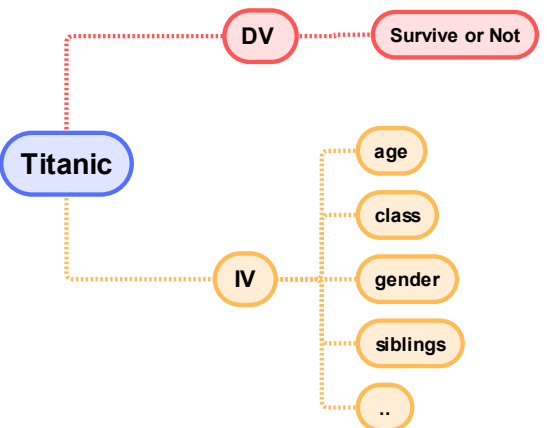 DV
Survive or Not
Titanic
age
class
IV
gender
siblings
..